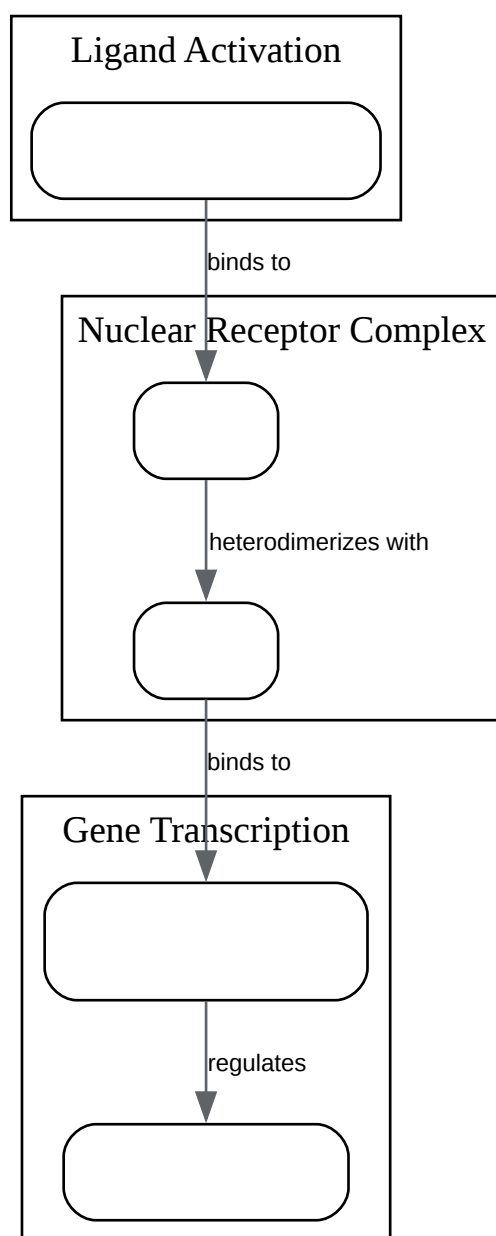 Ligand Activation
binds to
Nuclear Receptor Complex
heterodimerizes with
binds to
Gene Transcription
regulates